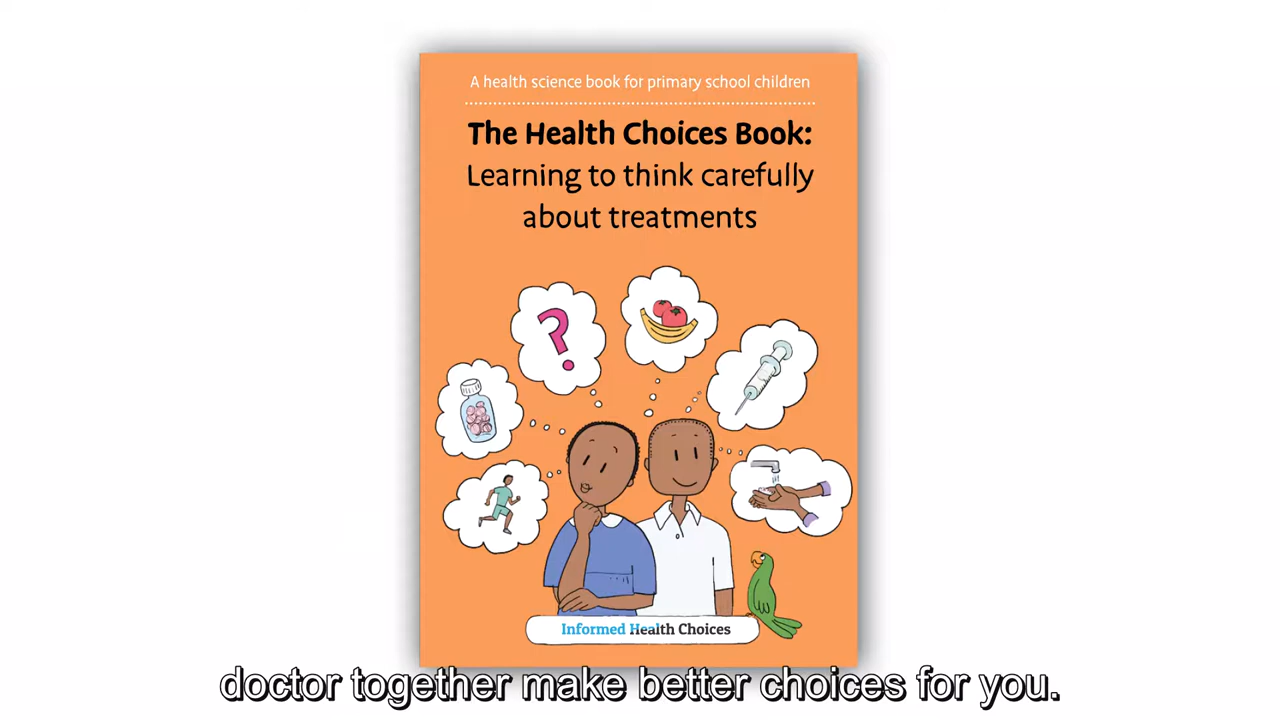 A health science book for primary school children
The Health Choices Book:
Learning to think carefully
about treatments
?
Informed Health Choices
doctor together make better choices for you.